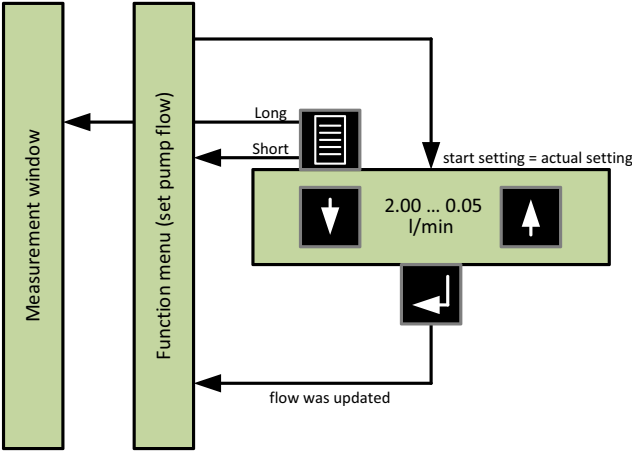 Measurement window
Function menu (set pump flow)
Long
Short
start setting = actual setting
2.00 ... 0.05
l/min
flow was updated